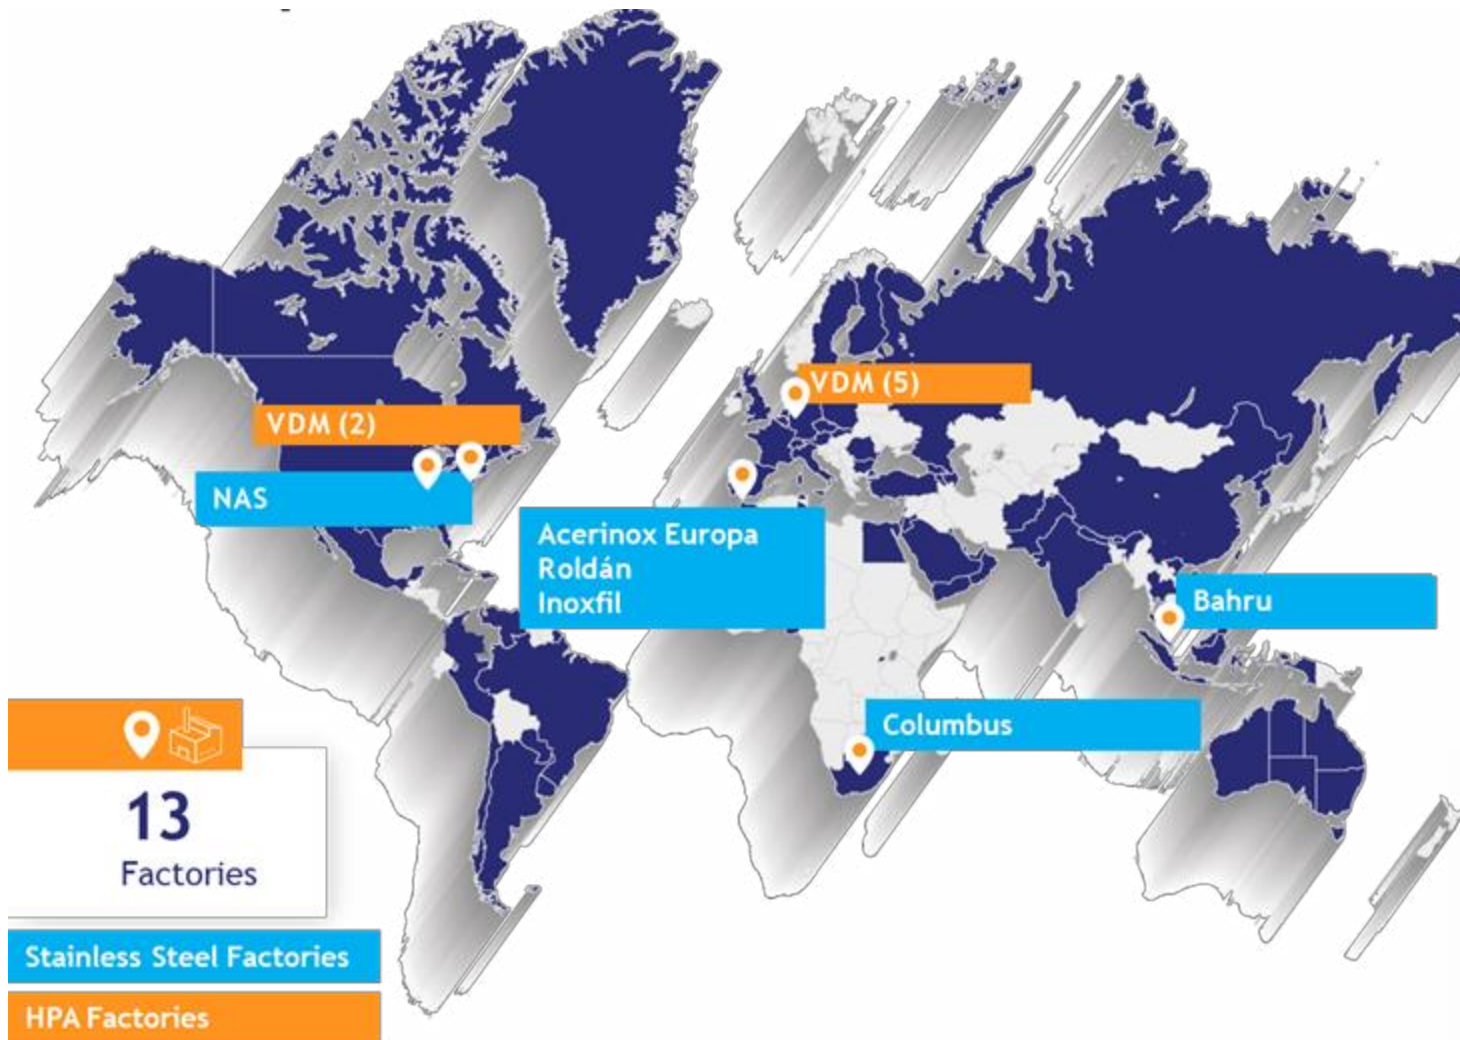 VDM (5)
VDM (2)
NAS
Acerinox Europa
Roldán
Inoxfil
Bahru
Columbus
13
Factories
Stainless Steel Factories
HPA Factories